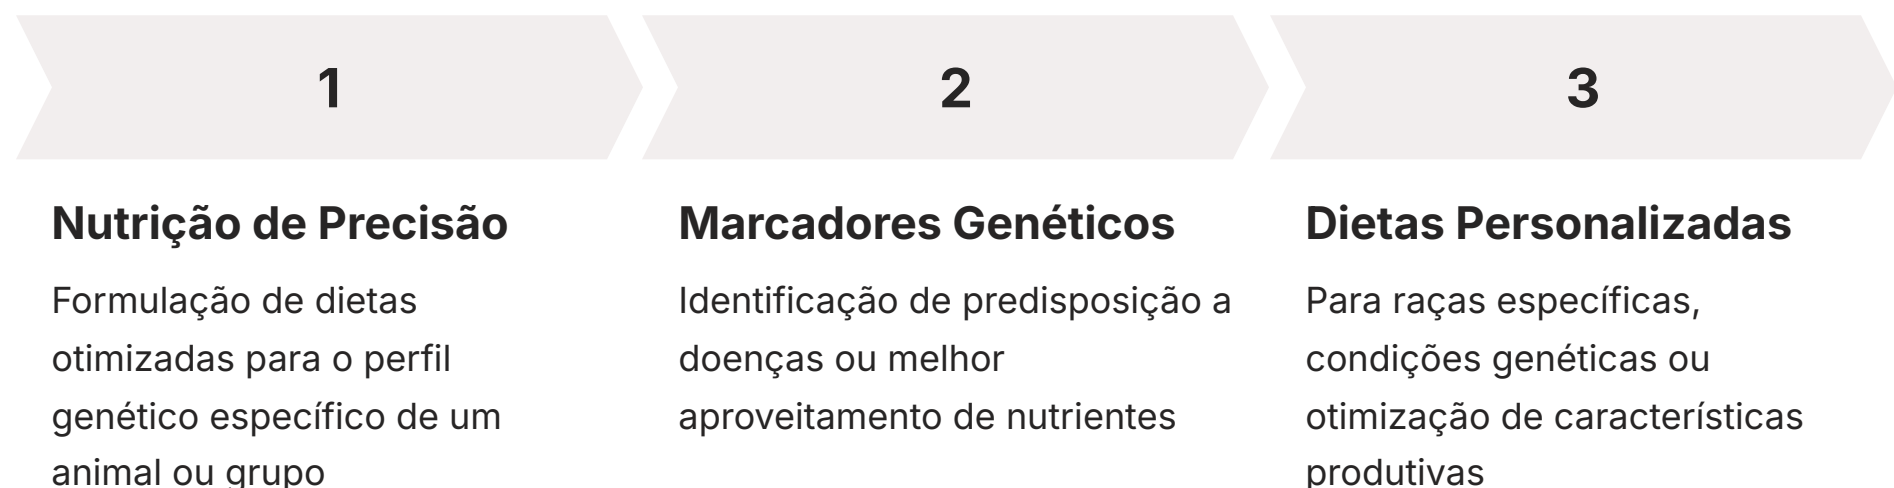 1
Nutrição de Precisão
Formulação de dietas
otimizadas para o perfil
genético específico de um
animal ou grupo
2
Marcadores Genéticos
Identificação de predisposição a
doenças ou melhor
aproveitamento de nutrientes
3
Dietas Personalizadas
Para raças específicas,
condições genéticas ou
otimização de características
produtivas